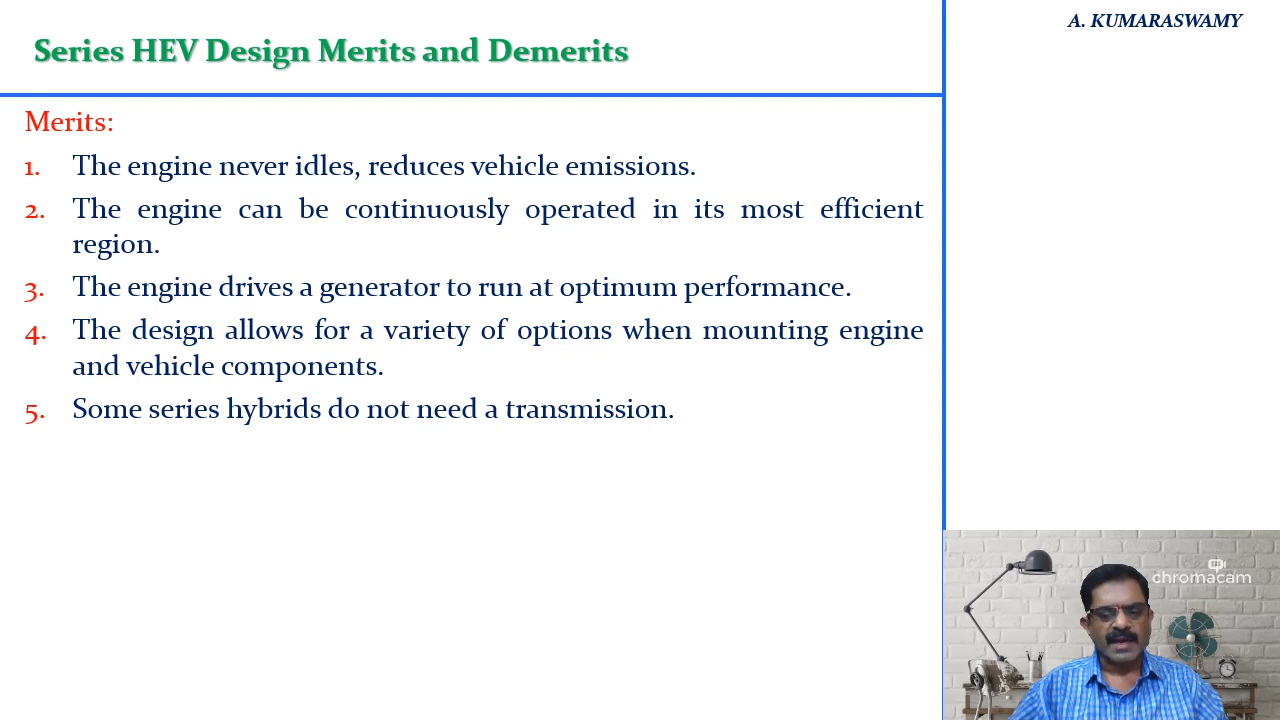 A. KUMARASWAMY
Series HEV Design Merits and Demerits
Merits:
1. The engine never idles, reduces vehicle emissions.
2. The engine can be continuously operated in its most efficient
region.
3. The engine drives a generator to run at optimum performance.
4. The design allows for a variety of options when mounting engine
and vehicle components.
5. Some series hybrids do not need a transmission.
chromacam